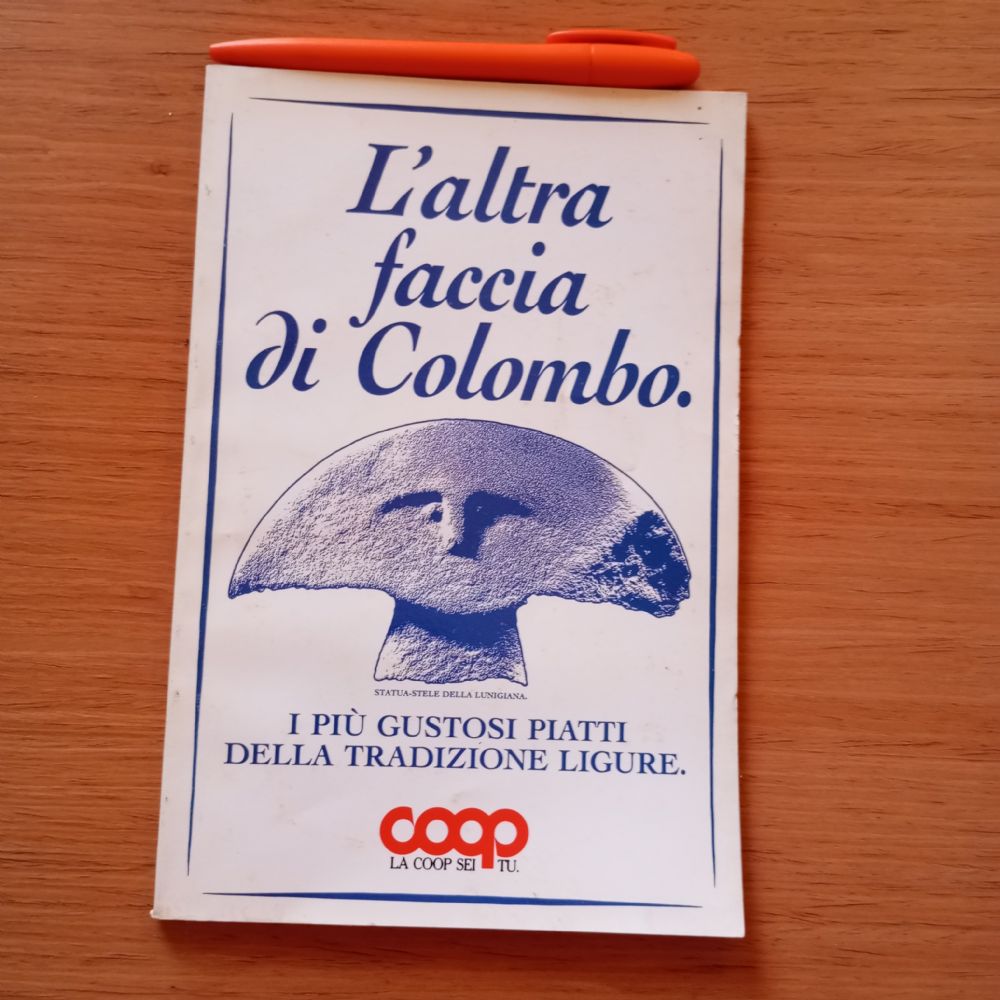 L'altra
faccia
di Colombo.
STATUA-STELE DELLA LUNIGIANA.
I PIÙ GUSTOSI PIATTI
DELLA TRADIZIONE LIGURE.
coop
LA COOP SEI TU.